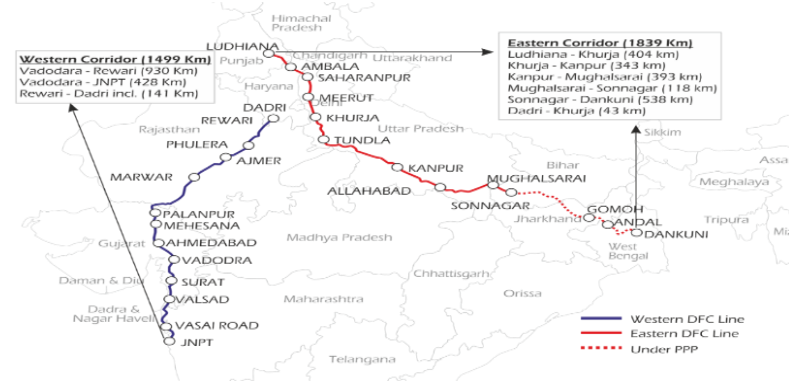 Himachal
Pradesh
LUDHIANA
Chandigarh
Punjab
Uttarakhand
AMBALA
SAHARANPUR
Haryana
MEERUT
Delhi
DADRI
REWARI
KHURJA
Rajasthan
Uttar Pradesh
TUNDLA
PHULERA
AJMER
KANPUR
Bihar
Sikkim
Assa
MARWAR
ALLAHABAD
MUGHALSARAI
SONNAGAR
Meghalaya
PALANPUR
MEHESANA
Jharkhand
GOMOH
ANDAL
DANKUNI
Tripura
Mi
Gujarat
AHMEDABAD
Madhya Pradesh
West
Bengal
VADODRA
Chhattisgarh
Daman & Diu
SURAT
Orissa
VALSAD
Maharashtra
Dadra &
Nagar Haveli
VASAI ROAD
JNPT
Telangana
Western Corridor (1499 Km)
Vadodara - Rewari (930 Km)
Vadodara - JNPT (428 Km)
Rewari - Dadri incl. (141 Km)
Eastern Corridor (1839 Km)
Ludhiana - Khurja (404 km)
Khurja - Kanpur (343 km)
Kanpur - Mughalsarai (393 km)
Mughalsarai - Sonnagar (118 km)
Sonnagar - Dankuni (538 km)
Dadri - Khurja (43 km)
Western DFC Line
Eastern DFC Line
Under PPP